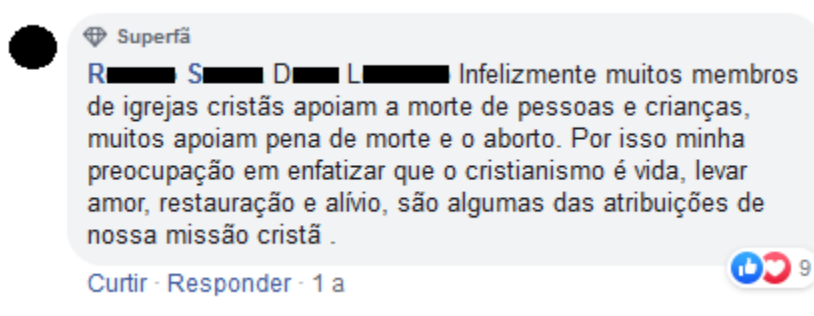 Superfã
R S D L Infelizmente muitos membros
de igrejas cristãs apoiam a morte de pessoas e crianças,
muitos apoiam pena de morte e o aborto. Por isso minha
preocupação em enfatizar que o cristianismo é vida, levar
amor, restauração e alívio, são algumas das atribuições de
nossa missão cristã .
9
Curtir · Responder · 1 a